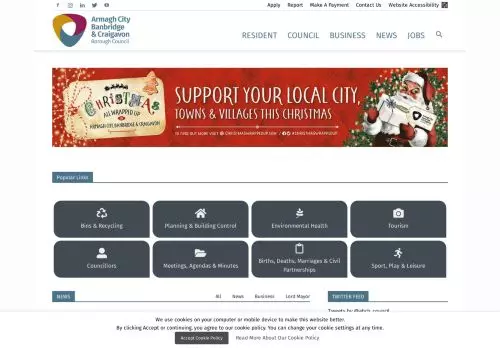 Apply Report Make A Payment Contact Us Website Accessibility
Armagh City
Banbridge
& Craigavon
Borough Council
RESIDENT COUNCIL BUSINESS NEWS JOBS
CHRISTMAS
ALL WRAPPED UP
IN ARMAGH CITY, BANBRIDGE & CRAIGAVON
SUPPORT YOUR LOCAL CITY,
TOWNS & VILLAGES THIS CHRISTMAS
TO FIND OUT MORE VISIT
Popular Links
Bins & Recycling Planning & Building Control Environmental Health Tourism
Councillors Meetings, Agendas & Minutes Births, Deaths, Marriages & Civil Partnerships Sport, Play & Leisure
NEWS All News Business Lord Mayor TWITTER FEED
We use cookies on your computer or mobile device to make this website better.
By clicking Accept or continuing, you agree to our cookie policy. You can change your cookie settings at any time.
Accept Cookie Policy Read More About Our Cookie Policy